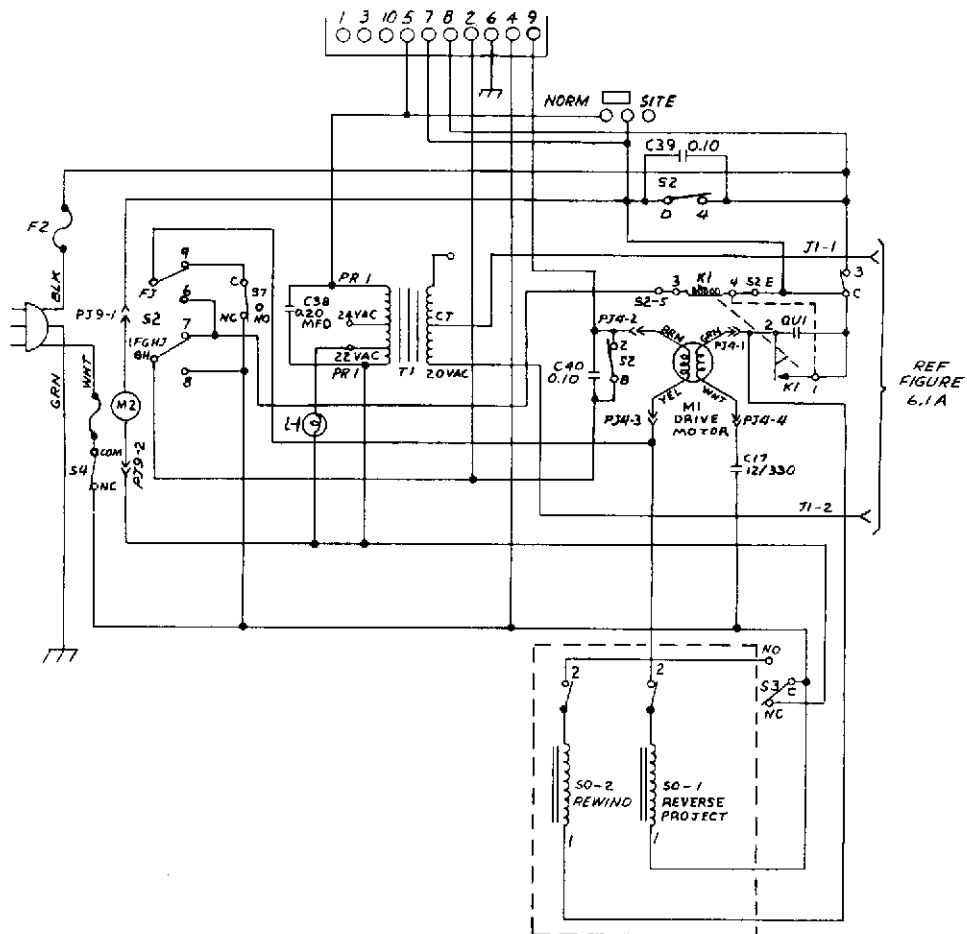 1 3 10 5 7 8 2 6 4 9
NORM SITE
C39 0.10
S2
0 4
F2
BLK
GRN
WHT
PJ9-1
FJ
9
6
S2
7
(FGHJ
GH
8
C
S7
NC NO
PR 1
C38
0.20
MFD
24VAC
22VAC
PR 1
T1
CT
20VAC
J1-1
3
C
3 K1 4 S2 E
S2-5
PJ4-2
BRN
GRN
PJ4-1
2 QU1
K1 1
C40
0.10
2
S2
B
YEL
WHT
M1
DRIVE
MOTOR
PJ4-3
PJ4-4
C17
12/330
REF
FIGURE
6.1A
M2
PJ9-2
COM
S4
NC
J1-2
NO
S3
C
NC
2
2
SO-2
REWIND
SO-1
REVERSE
PROJECT
1
1